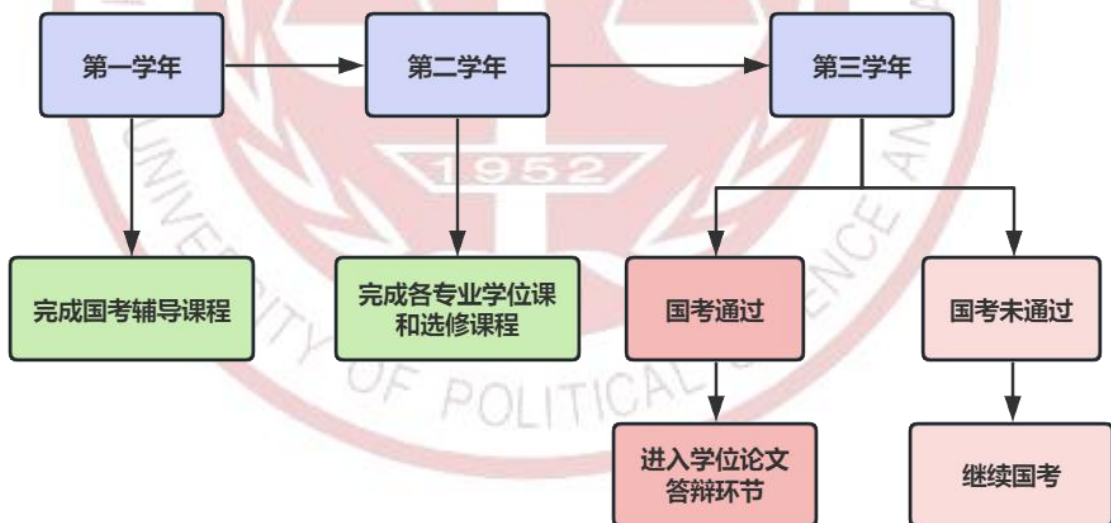 第一学年
第二学年
第三学年
1952
UNIVERSITY OF POLITICAL SCIENCE AN
完成国考辅导课程
完成各专业学位课
和选修课程
国考通过
国考未通过
进入学位论文
答辩环节
继续国考